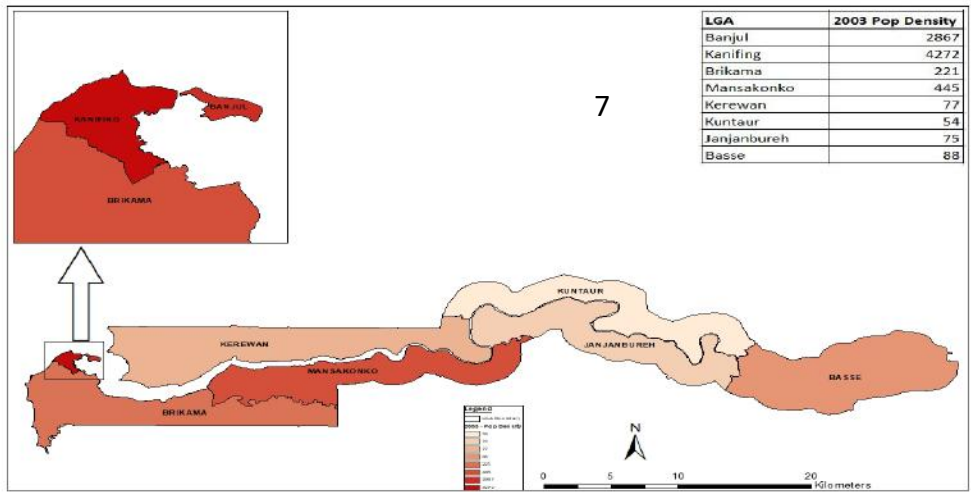 LGA 2003 Pop Density
Banjul 2867
Kanifing 4272
Brikama 221
Mansakonko 445
Kerewan 77
Kuntaur 54
Janjanbureh 75
Basse 88
7
BANJUL
KANIFING
BRIKAMA
KUNTAUR
KEREWAN
JANJANBUREH
MANSAKONKO
BASSE
BRIKAMA
Legend
N
0 5 10 20
Kilometers